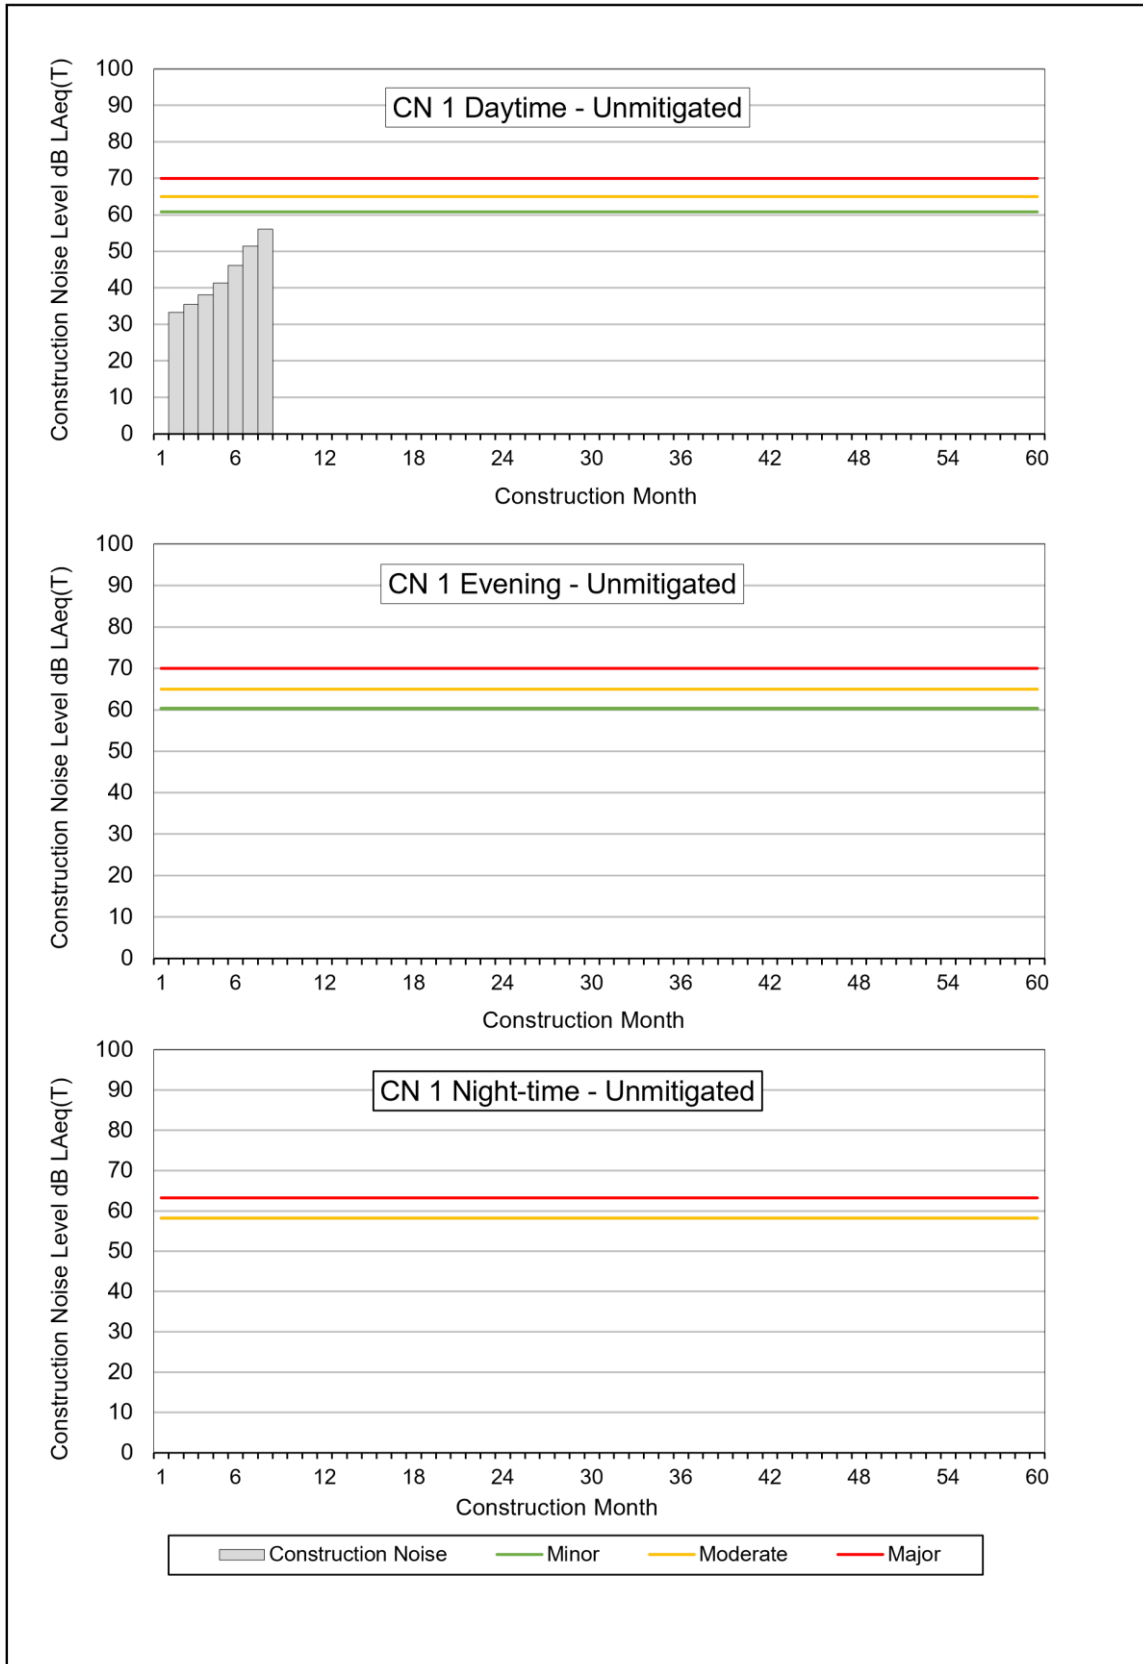 CN 1 Daytime - Unmitigated
Construction Noise Level dB LAeq(T)
100
90
80
70
60
50
40
30
20
10
0
1 6 12 18 24 30 36 42 48 54 60
Construction Month
CN 1 Evening - Unmitigated
Construction Noise Level dB LAeq(T)
100
90
80
70
60
50
40
30
20
10
0
1 6 12 18 24 30 36 42 48 54 60
Construction Month
CN 1 Night-time - Unmitigated
Construction Noise Level dB LAeq(T)
100
90
80
70
60
50
40
30
20
10
0
1 6 12 18 24 30 36 42 48 54 60
Construction Month
Construction Noise Minor Moderate Major